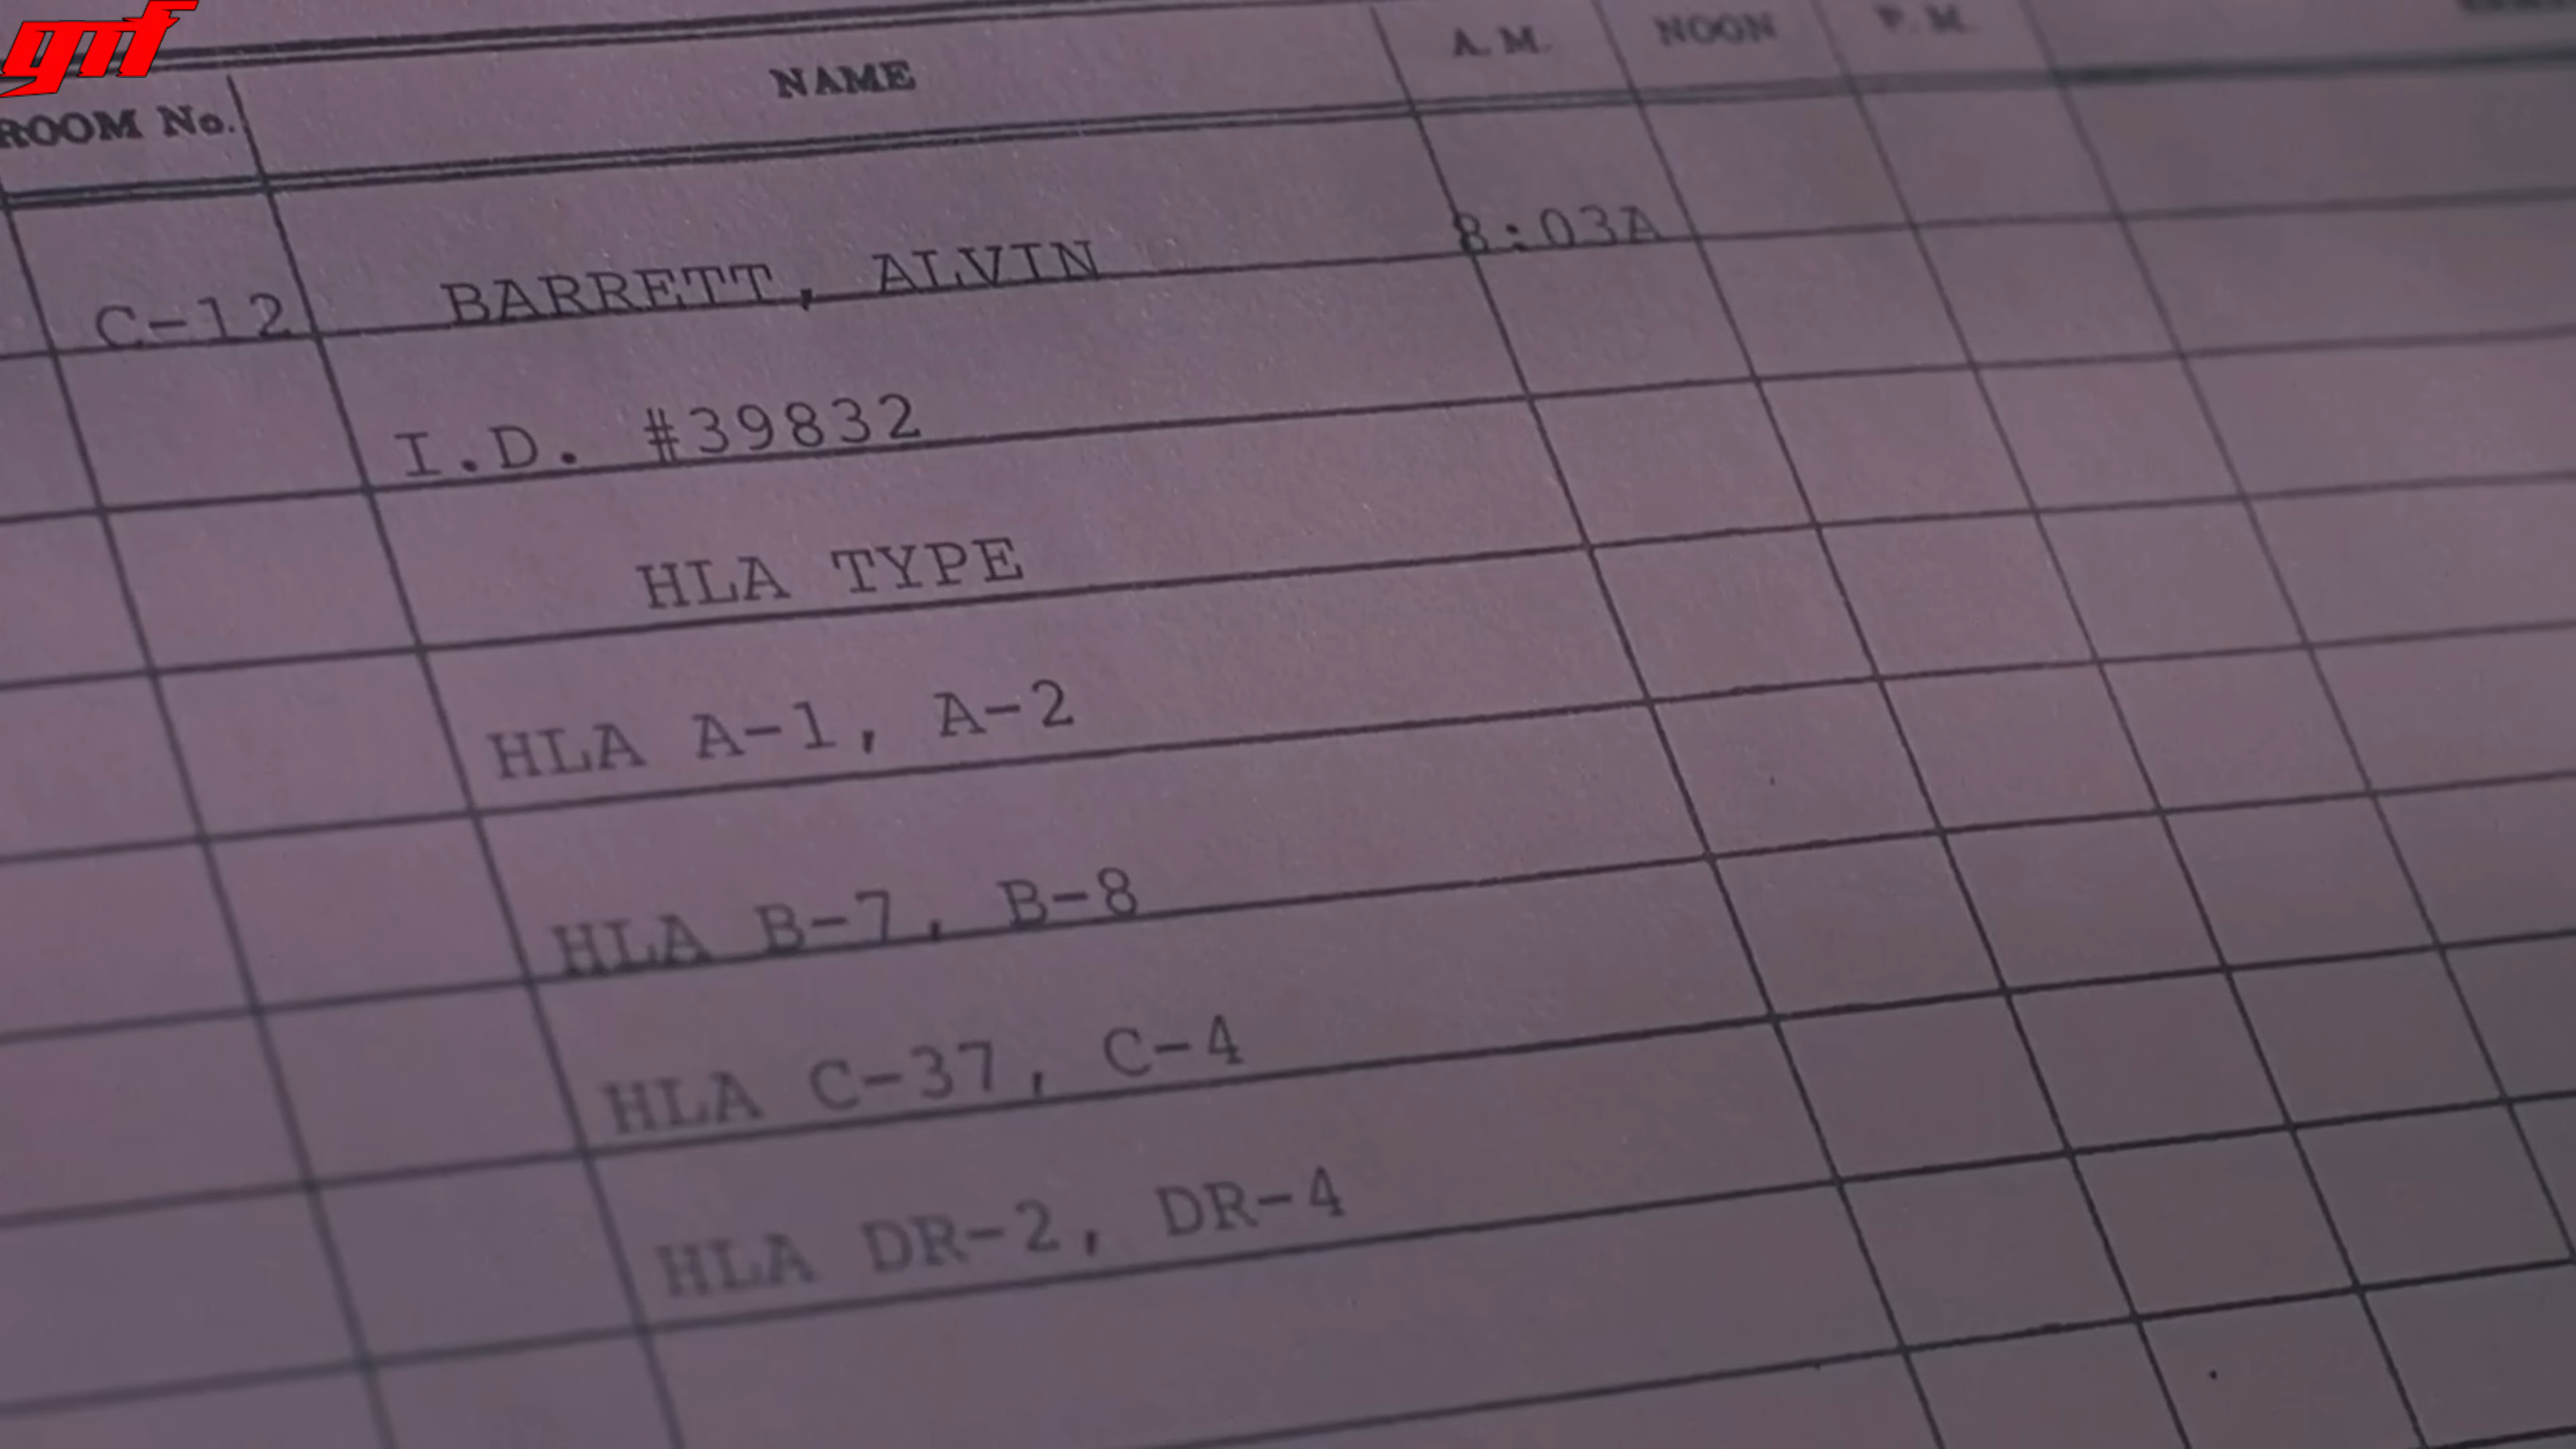 gnf
ROOM No. NAME A.M. NOON P.M.
C-12 BARRETT, ALVIN 8:03A
I.D. #39832
HLA TYPE
HLA A-1, A-2
HLA B-7, B-8
HLA C-37, C-4
HLA DR-2, DR-4